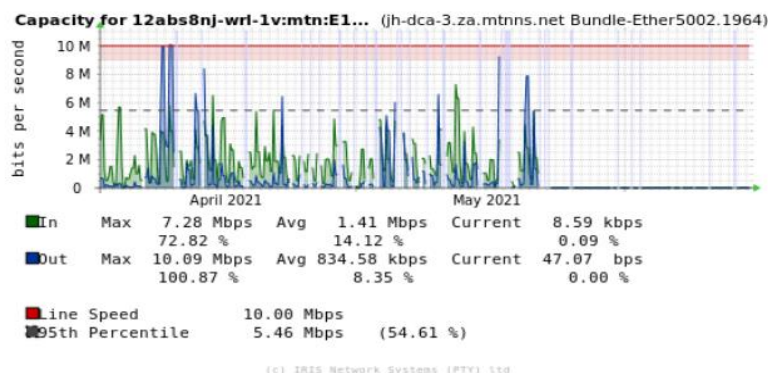 Capacity for 12abs8nj-wrl-1v:mtn:E1... (jh-dca-3.za.mtnns.net Bundle-Ether5002.1964)
bits per second
10 M
8 M
6 M
4 M
2 M
0
April 2021 May 2021
In Max 7.28 Mbps Avg 1.41 Mbps Current 8.59 kbps
72.82 % 14.12 % 0.09 %
Out Max 10.09 Mbps Avg 834.58 kbps Current 47.07 bps
100.87 % 8.35 % 0.00 %
Line Speed 10.00 Mbps
95th Percentile 5.46 Mbps (54.61 %)
(c) IRIS Network Systems (PTY) ltd